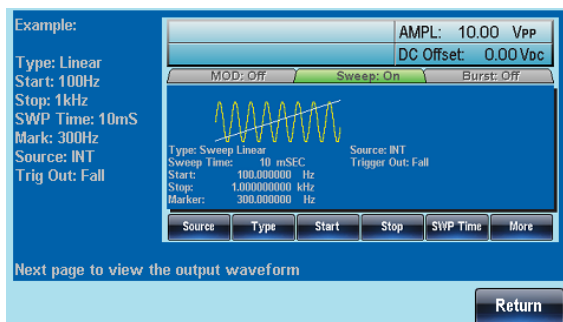 Example:
Type: Linear
Start: 100Hz
Stop: 1kHz
SWP Time: 10mS
Mark: 300Hz
Source: INT
Trig Out: Fall
AMPL: 10.00 VPP
DC Offset: 0.00 VDC
MOD: Off Sweep: On Burst: Off
Type: Sweep Linear Source: INT
Sweep Time: 10 mSEC Trigger Out: Fall
Start: 100.000000 Hz
Stop: 1.000000000 kHz
Marker: 300.000000 Hz
Source Type Start Stop SWP Time More
Next page to view the output waveform
Return